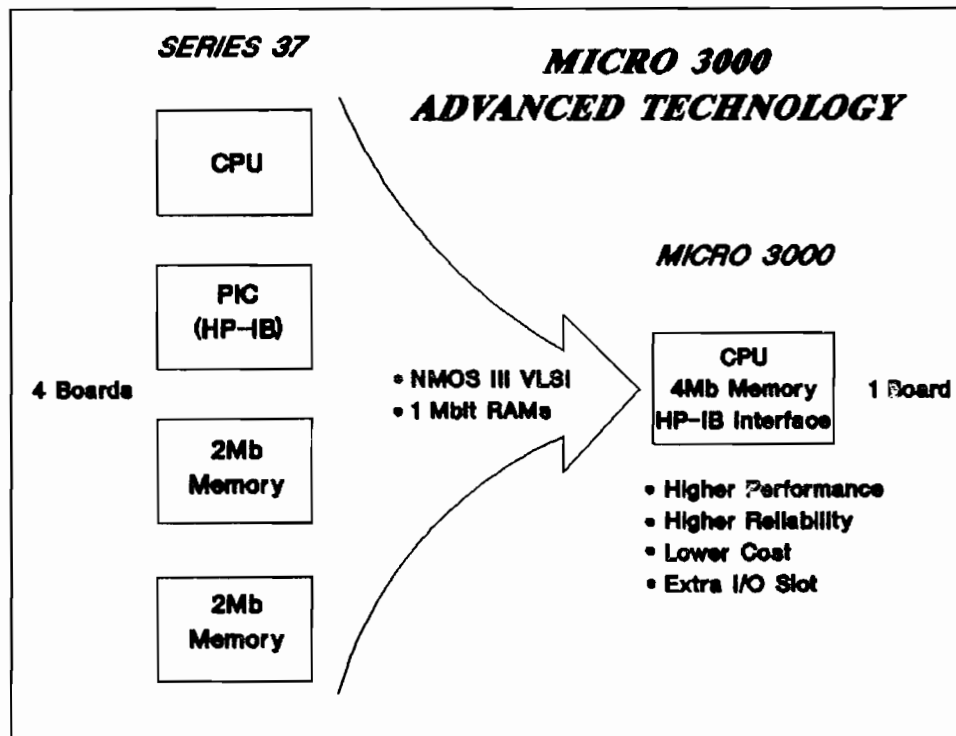 SERIES 37
MICRO 3000
ADVANCED TECHNOLOGY
CPU
PIC
(HP-IB)
2Mb
Memory
2Mb
Memory
4 Boards
• NMOS III VLSI
• 1 Mbit RAMs
MICRO 3000
CPU
4Mb Memory
HP-IB Interface
1 Board
• Higher Performance
• Higher Reliability
• Lower Cost
• Extra I/O Slot